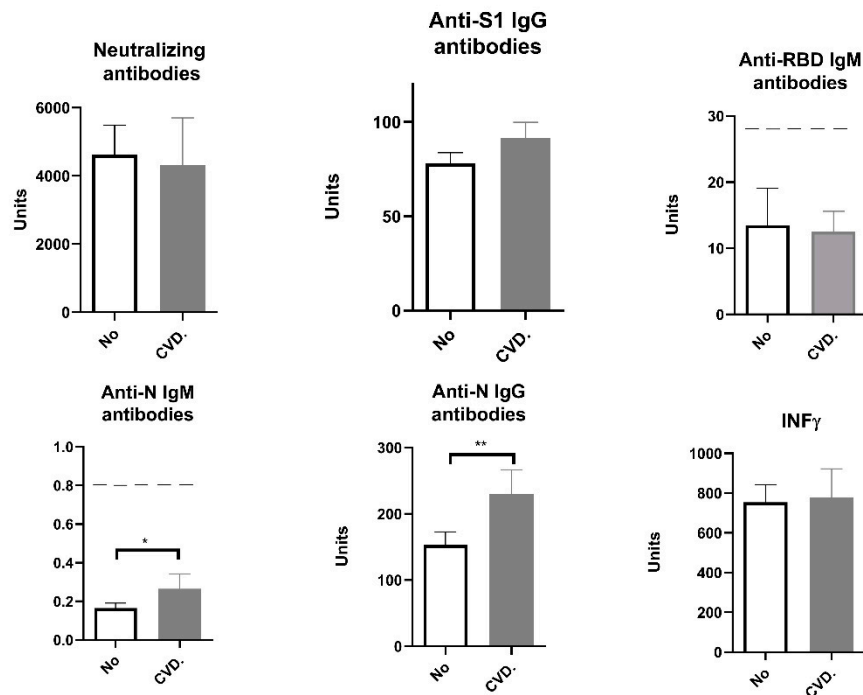 Neutralizing
antibodies
6000
4000
2000
0
Units
No
CVD.
Anti-S1 IgG
antibodies
100
50
0
Units
No
CVD.
Anti-RBD IgM
antibodies
30
20
10
0
Units
No
CVD.
Anti-N IgM
antibodies
1.0
0.8
0.6
0.4
0.2
0.0
*
No
CVD.
Anti-N IgG
antibodies
300
200
100
0
Units
**
No
CVD.
INFγ
1000
800
600
400
200
0
Units
No
CVD.